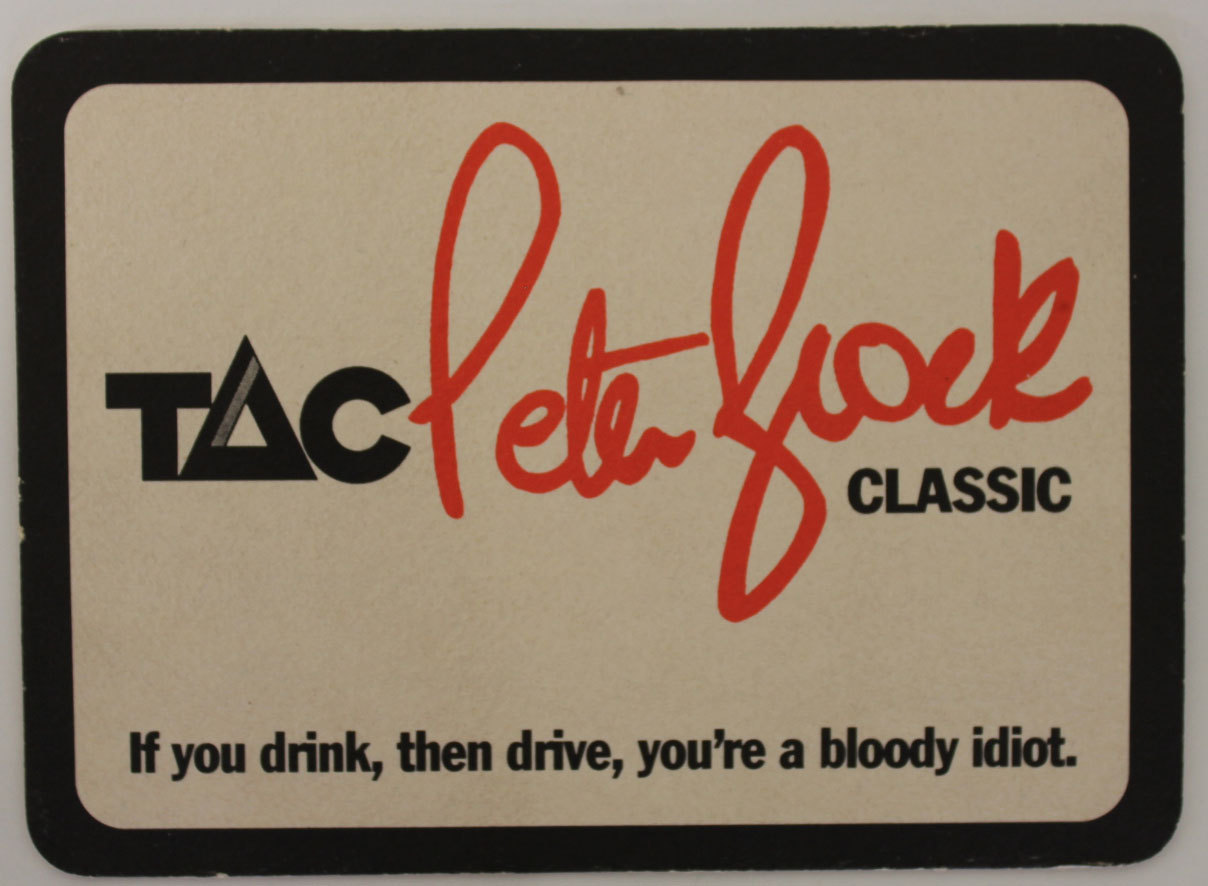 TAC Peter Brock
CLASSIC
If you drink, then drive, you're a bloody idiot.